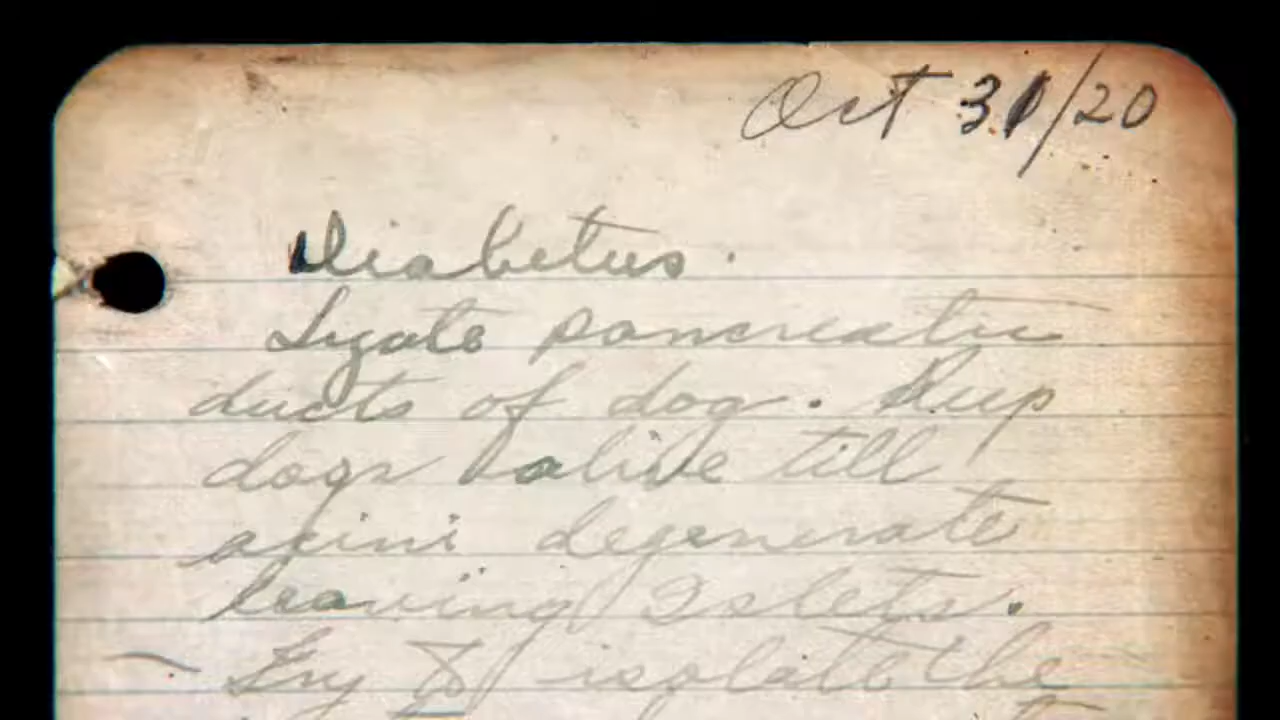 Oct 31/20
Diabetus.
Ligate pancreatic
ducts of dog. Keep
dogs alive till
acini degenerate
leaving Islets.
Try to isolate the